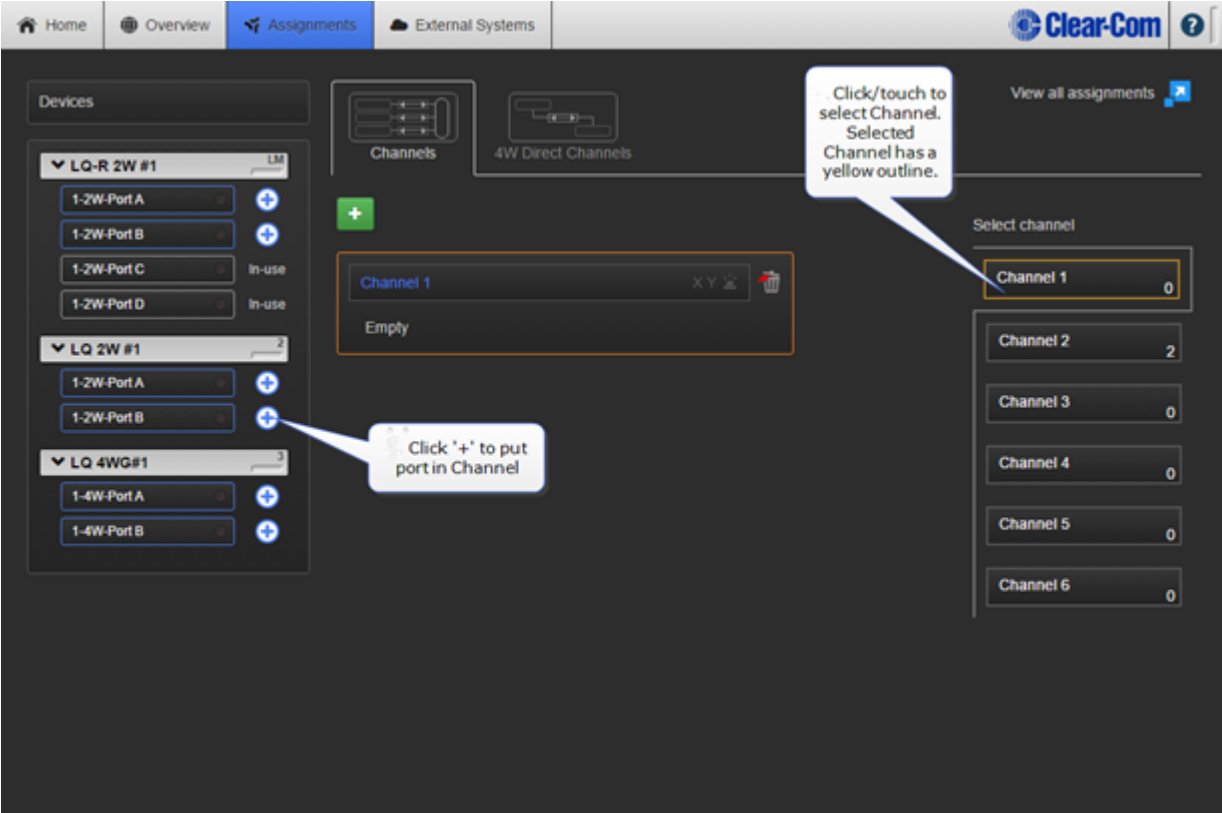 Home
Overview
Assignments
External Systems
Clear-Com
?
Devices
LQ-R 2W #1
LM
1-2W-Port A
1-2W-Port B
1-2W-Port C
In-use
1-2W-Port D
In-use
LQ 2W #1
2
1-2W-Port A
1-2W-Port B
LQ 4WG#1
3
1-4W-Port A
1-4W-Port B
Channels
4W Direct Channels
+
Channel 1
X Y
Empty
Click '+' to put
port in Channel
Click/touch to
select Channel.
Selected
Channel has a
yellow outline.
View all assignments
Select channel
Channel 1
0
Channel 2
2
Channel 3
0
Channel 4
0
Channel 5
0
Channel 6
0